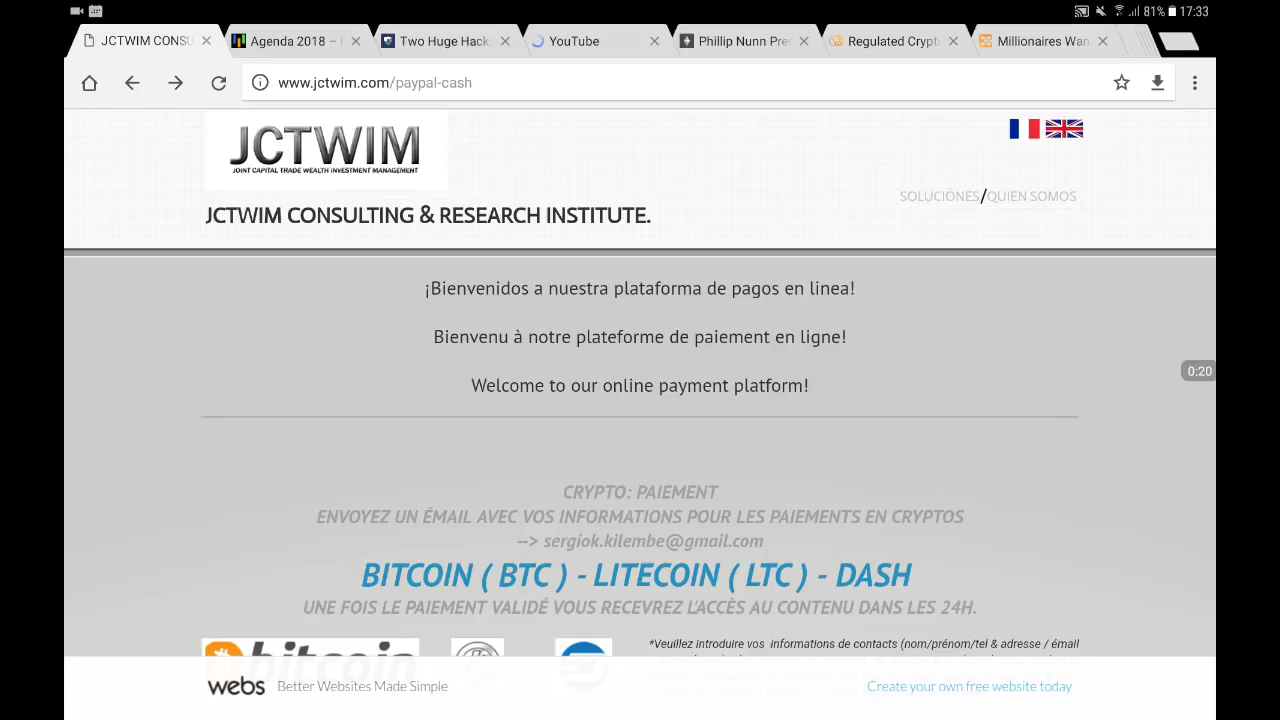 81% 17:33
JCTWIM CONSU
Agenda 2018 –
Two Huge Hack
YouTube
Phillip Nunn Pre
Regulated Crypt
Millionaires Wan
www.jctwim.com/paypal-cash
JCTWIM
JOINT CAPITAL TRADE WEALTH INVESTMENT MANAGEMENT
JCTWIM CONSULTING & RESEARCH INSTITUTE.
SOLUCIÒNES/QUIEN SOMOS
¡Bienvenidos a nuestra plataforma de pagos en linea!
Bienvenu à notre plateforme de paiement en ligne!
Welcome to our online payment platform!
0:20
CRYPTO: PAIEMENT
ENVOYEZ UN ÉMAIL AVEC VOS INFORMATIONS POUR LES PAIEMENTS EN CRYPTOS
--> sergiok.kilembe@gmail.com
BITCOIN ( BTC ) - LITECOIN ( LTC ) - DASH
UNE FOIS LE PAIEMENT VALIDÉ VOUS RECEVREZ L'ACCÈS AU CONTENU DANS LES 24H.
bitcoin
*Veuillez introduire vos informations de contacts (nom/prénom/tel & adresse / émail
webs Better Websites Made Simple
Create your own free website today